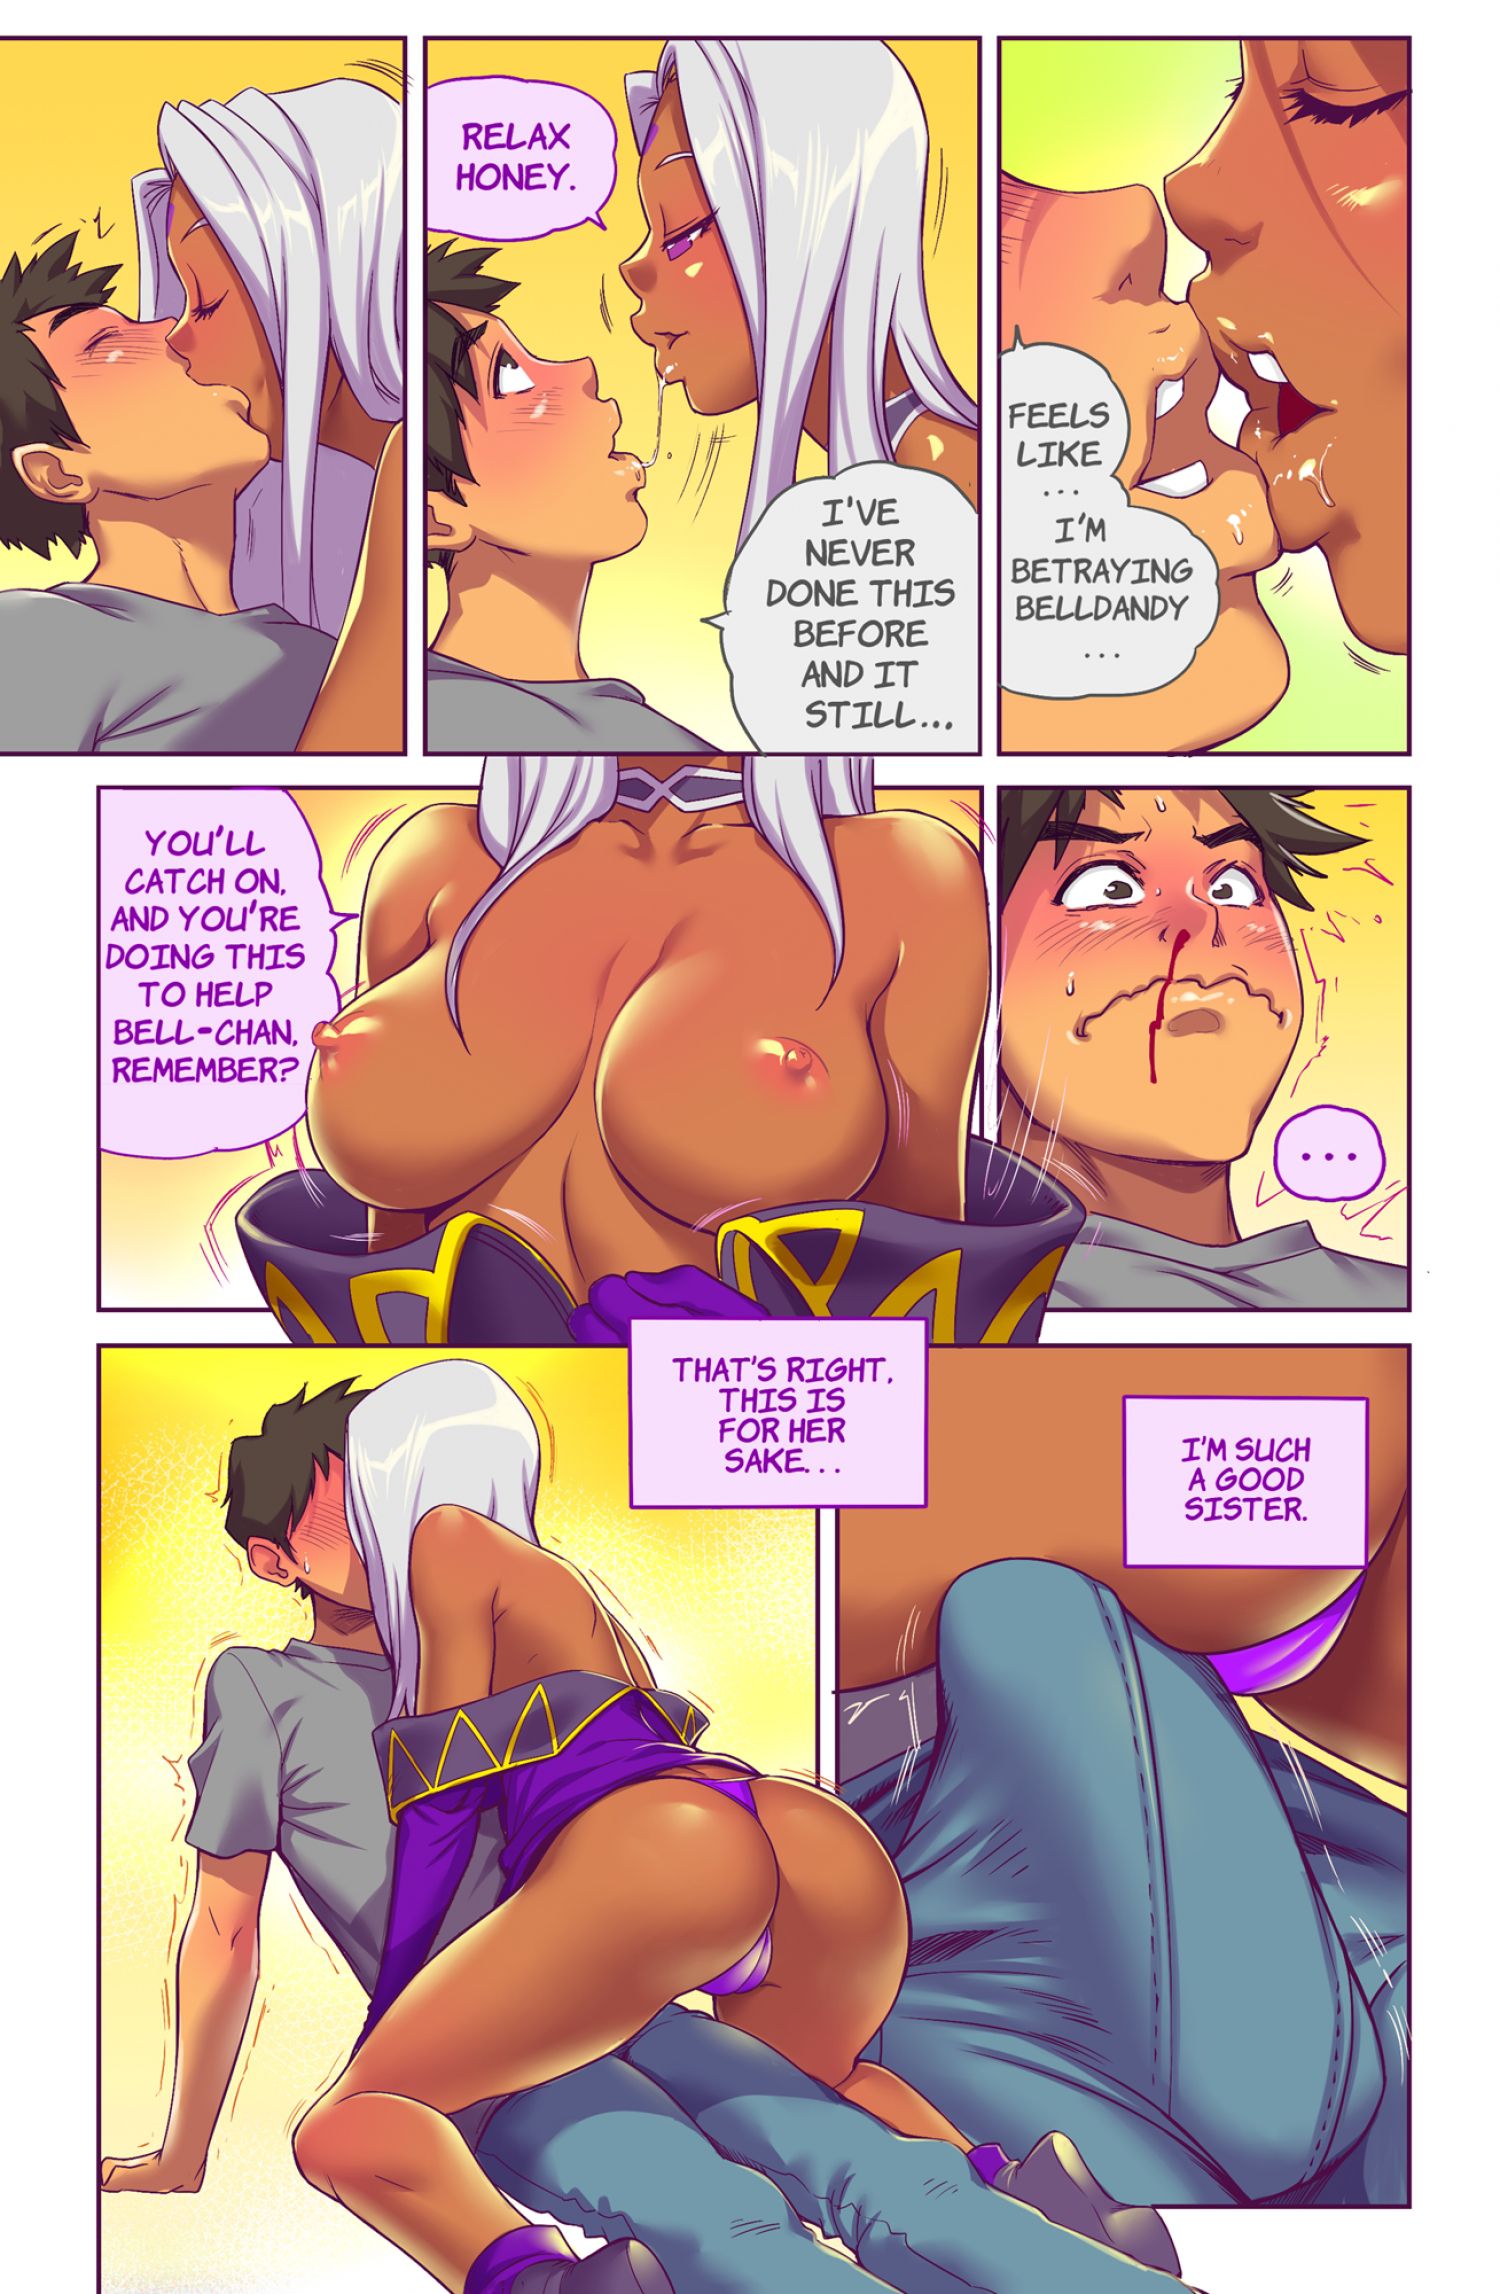 RELAX
HONEY.
I'VE
NEVER
DONE THIS
BEFORE
AND IT
STILL...
FEELS
LIKE
...
I'M
BETRAYING
BELLDANDY
...
YOU'LL
CATCH ON,
AND YOU'RE
DOING THIS
TO HELP
BELL-CHAN,
REMEMBER?
...
THAT'S RIGHT,
THIS IS
FOR HER
SAKE...
I'M SUCH
A GOOD
SISTER.